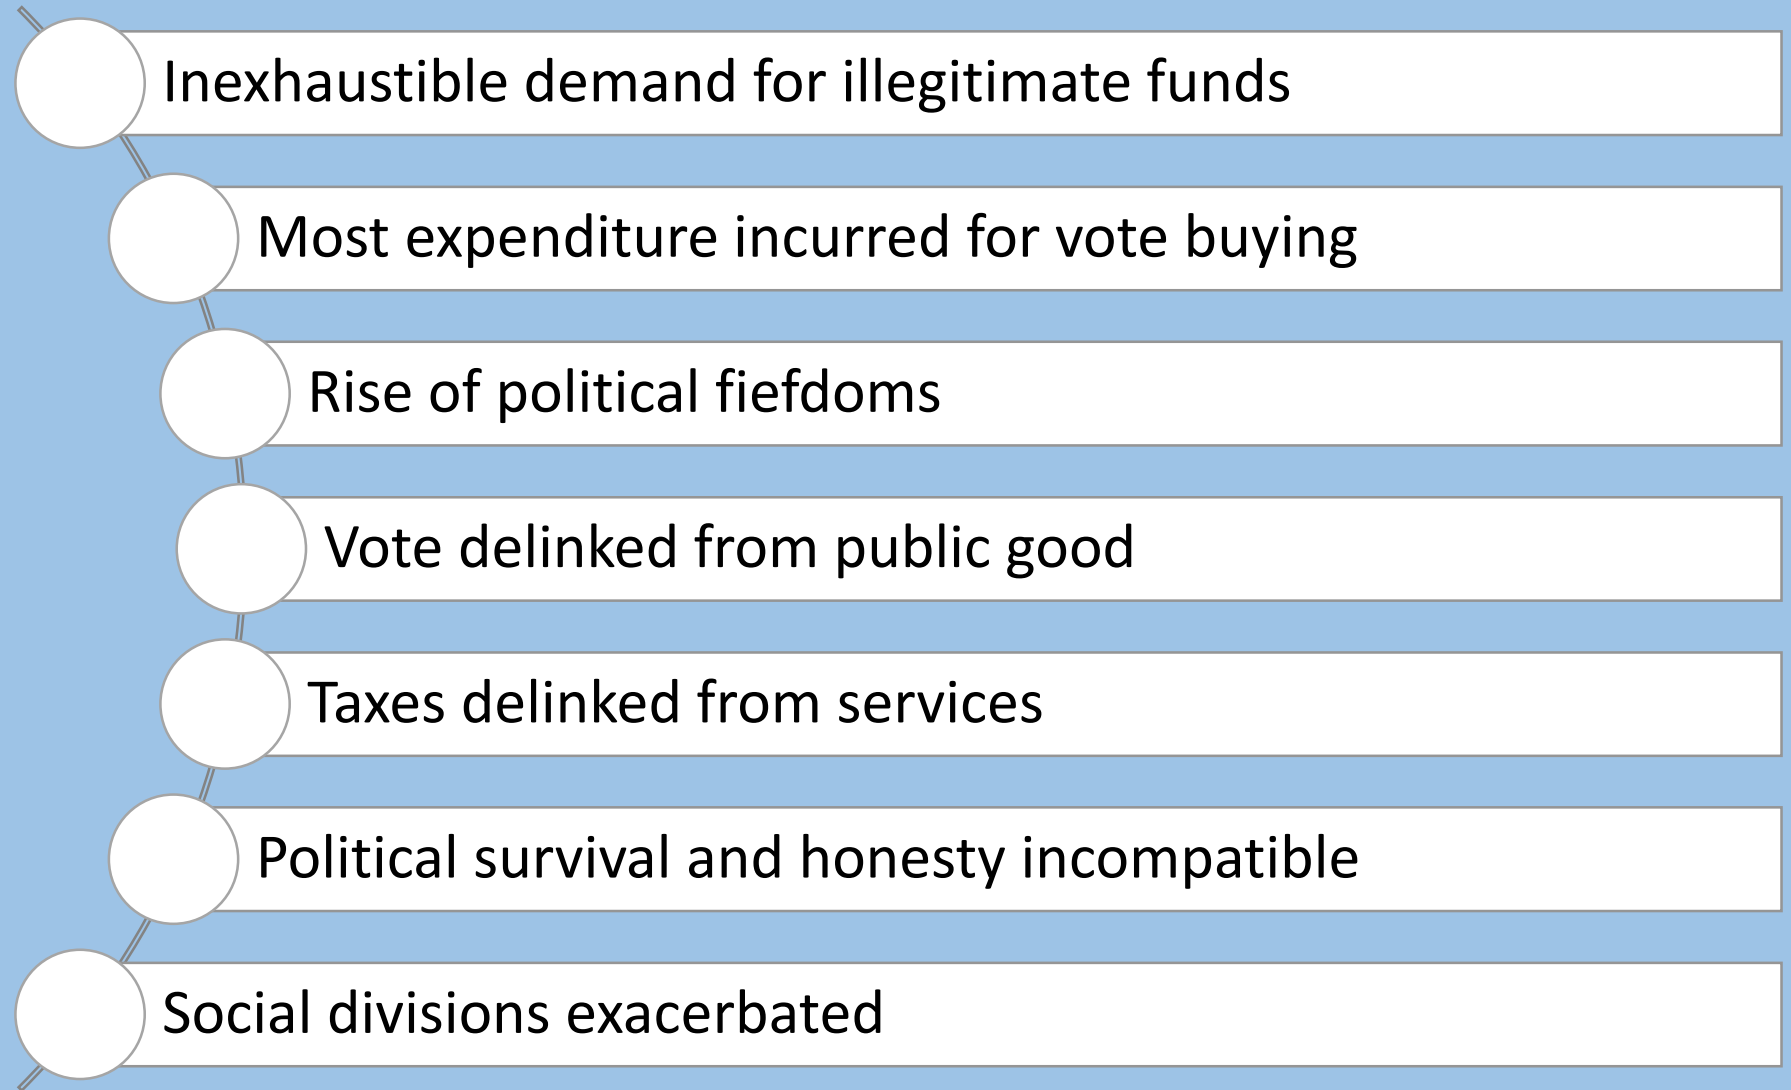 Inexhaustible demand for illegitimate funds
Most expenditure incurred for vote buying
Rise of political fiefdoms
Vote delinked from public good
Taxes delinked from services
Political survival and honesty incompatible
Social divisions exacerbated